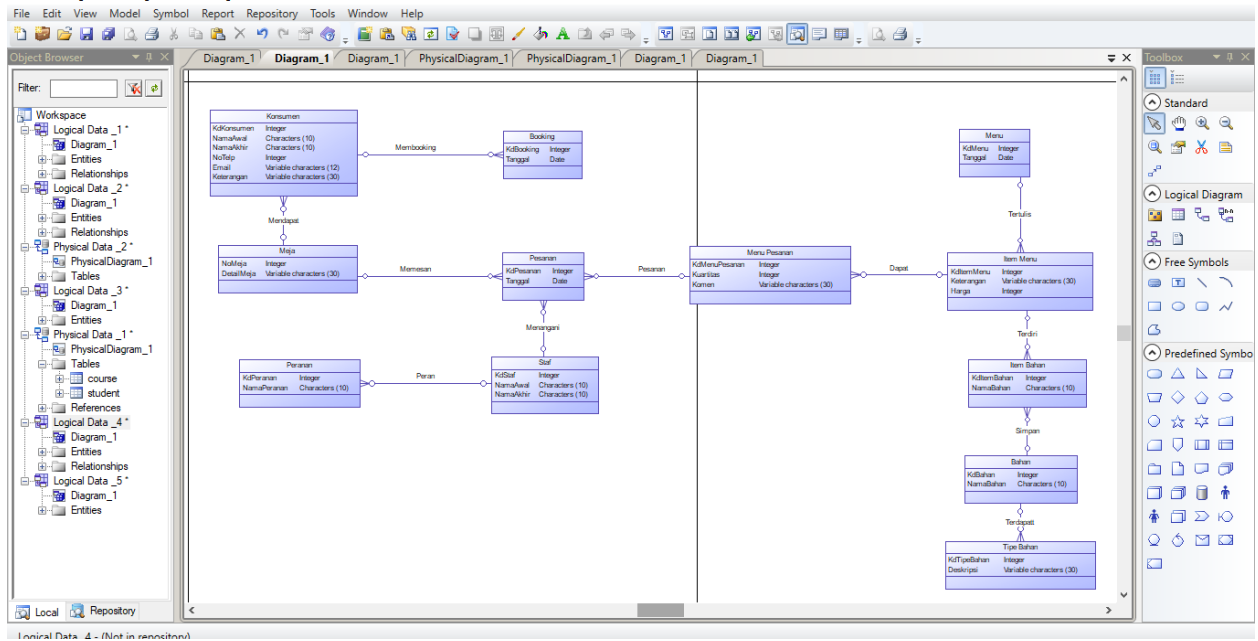 File Edit View Model Symbol Report Repository Tools Window Help
Object Browser
Diagram_1 Diagram_1 Diagram_1 PhysicalDiagram_1 PhysicalDiagram_1 Diagram_1 Diagram_1
Toolbox
Filter:
Workspace
Logical Data _1 *
Diagram_1
Entities
Relationships
Logical Data _2 *
Diagram_1
Entities
Relationships
Physical Data _2 *
PhysicalDiagram_1
Tables
Logical Data _3 *
Diagram_1
Entities
Physical Data _1 *
PhysicalDiagram_1
Tables
course
student
References
Logical Data _4 *
Diagram_1
Entities
Relationships
Logical Data _5 *
Diagram_1
Entities
Local Repository
Konsumen
KdKonsumen Integer
NamaAwal Characters (10)
NamaAkhir Characters (10)
NoTelp Integer
Email Variable characters (12)
Keterangan Variable characters (30)
Membooking
Booking
KdBooking Integer
Tanggal Date
Mendapat
Meja
NoMeja Integer
DetailMeja Variable characters (30)
Memesan
Pesanan
KdPesanan Integer
Tanggal Date
Pesanan
Menu Pesanan
KdMenuPesanan Integer
Kuantitas Integer
Komen Variable characters (30)
Dapat
Menangani
Peranan
KdPeranan Integer
NamaPeranan Characters (10)
Peran
Staf
KdStaf Integer
NamaAwal Characters (10)
NamaAkhir Characters (10)
Menu
KdMenu Integer
Tanggal Date
Tertulis
Item Menu
KdItemMenu Integer
Keterangan Variable characters (30)
Harga Integer
Terdiri
Item Bahan
KdItemBahan Integer
NamaBahan Characters (10)
Simpan
Bahan
KdBahan Integer
NamaBahan Characters (10)
Terdapatt
Tipe Bahan
KdTipeBahan Integer
Deskripsi Variable characters (30)
Standard
Logical Diagram
Free Symbols
Predefined Symbo
Logical Data _4 - (Not in repository)